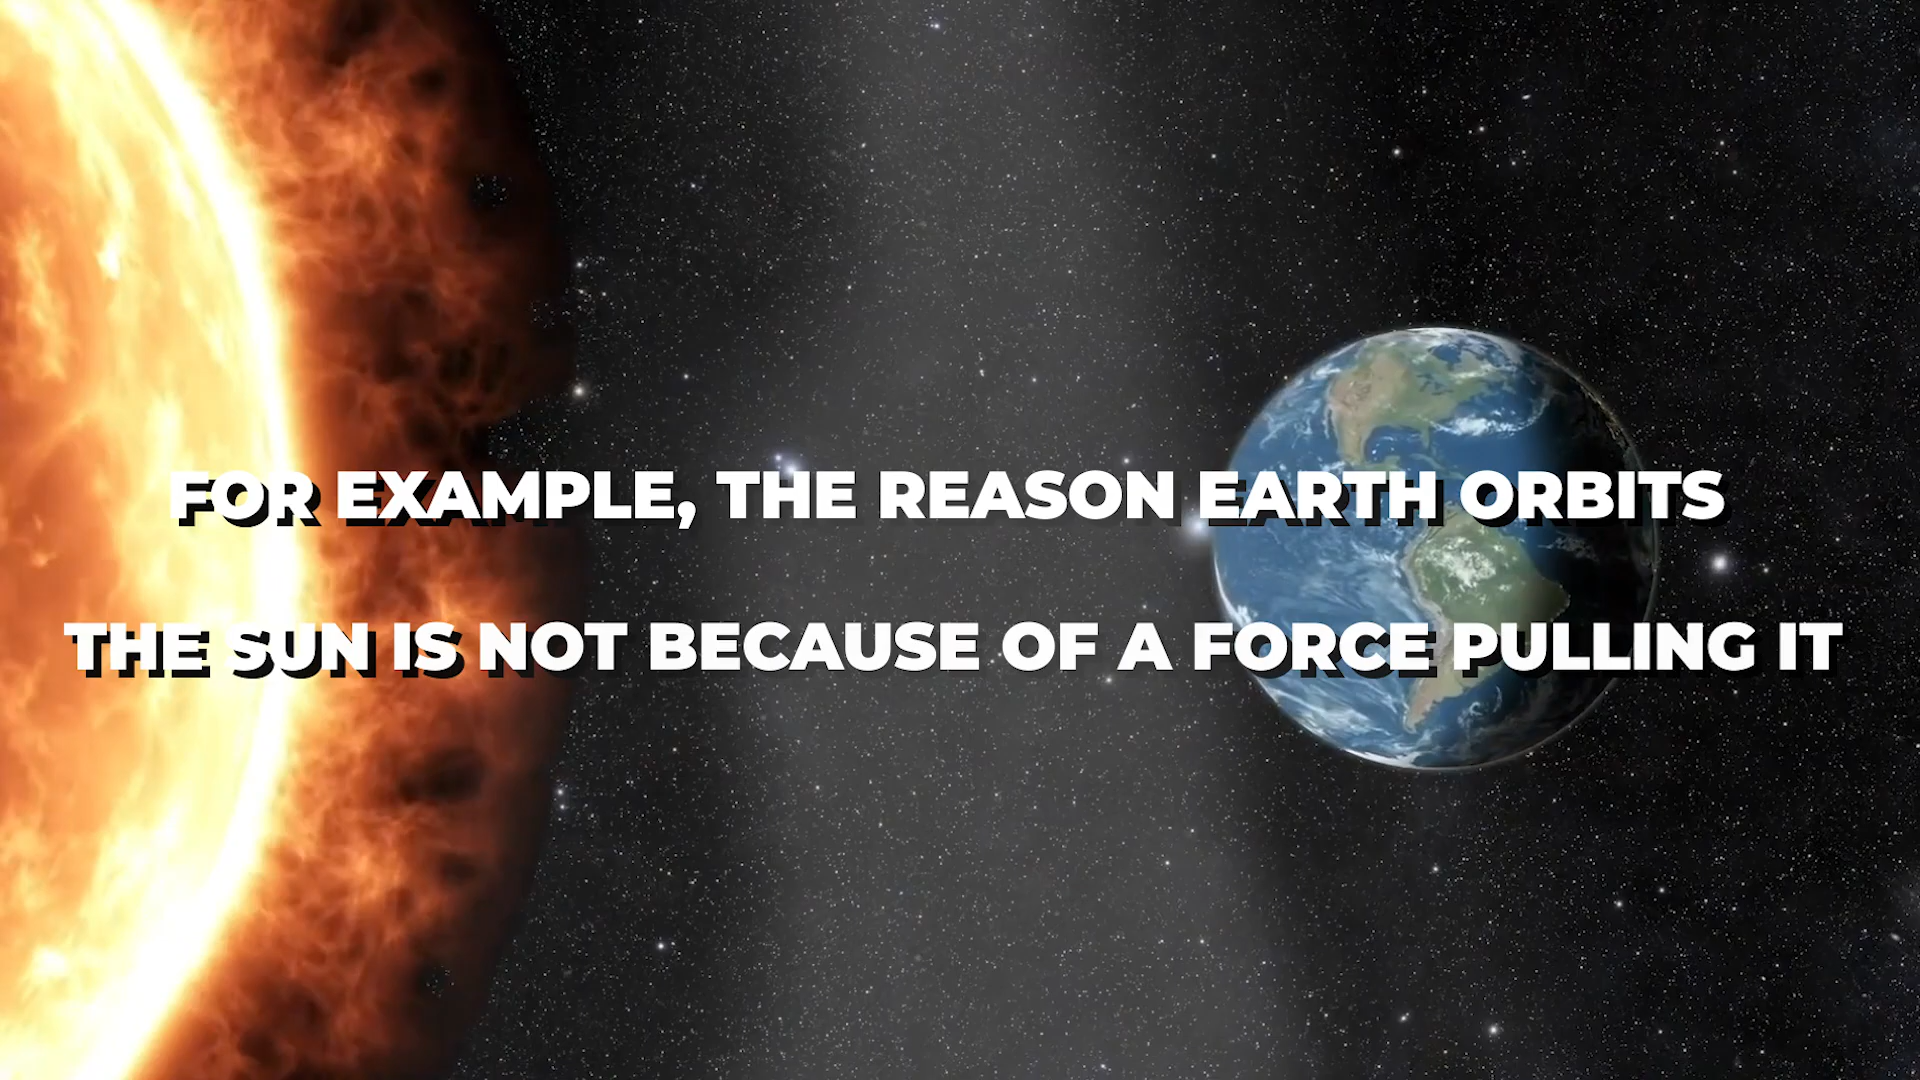 FOR EXAMPLE, THE REASON EARTH ORBITS
THE SUN IS NOT BECAUSE OF A FORCE PULLING IT